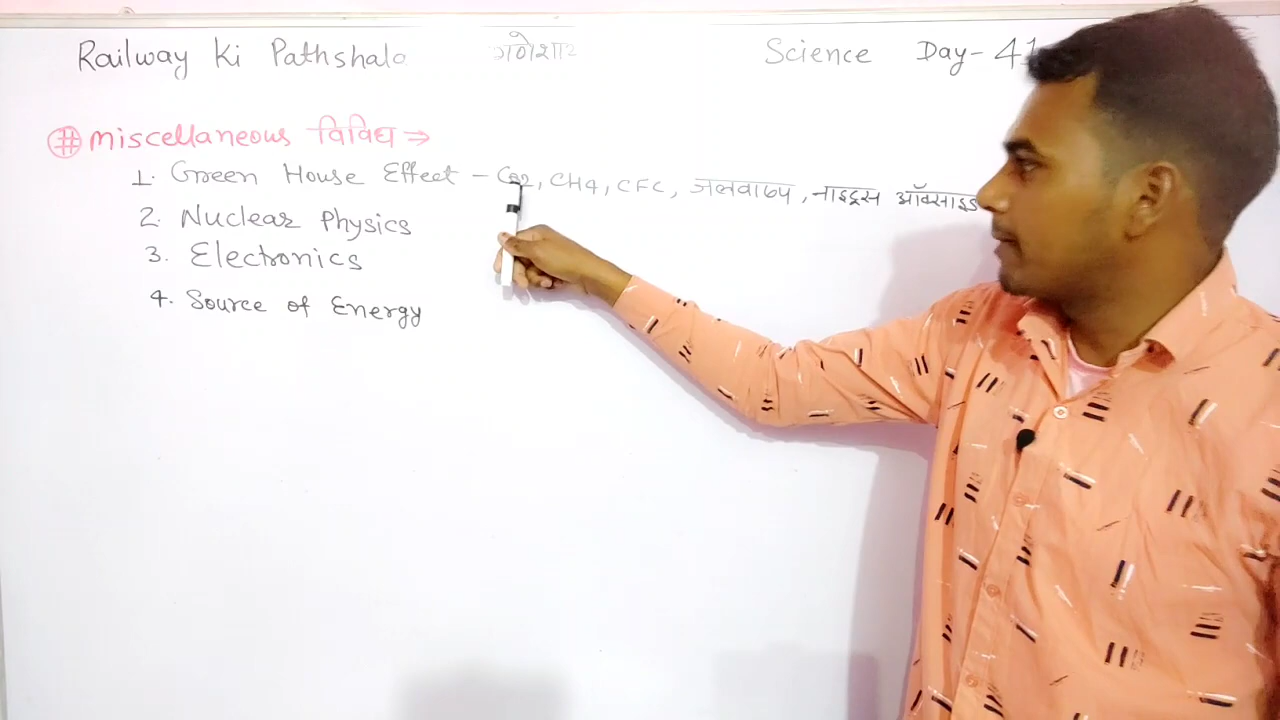 Railway Ki Pathshala गणेशाय Science Day-41
# miscellaneous विविध →
1. Green House Effect - CO2, CH4, CFC, जलवाष्प, नाइट्रस ऑक्साइड
2. Nuclear Physics
3. Electronics
4. Source of Energy